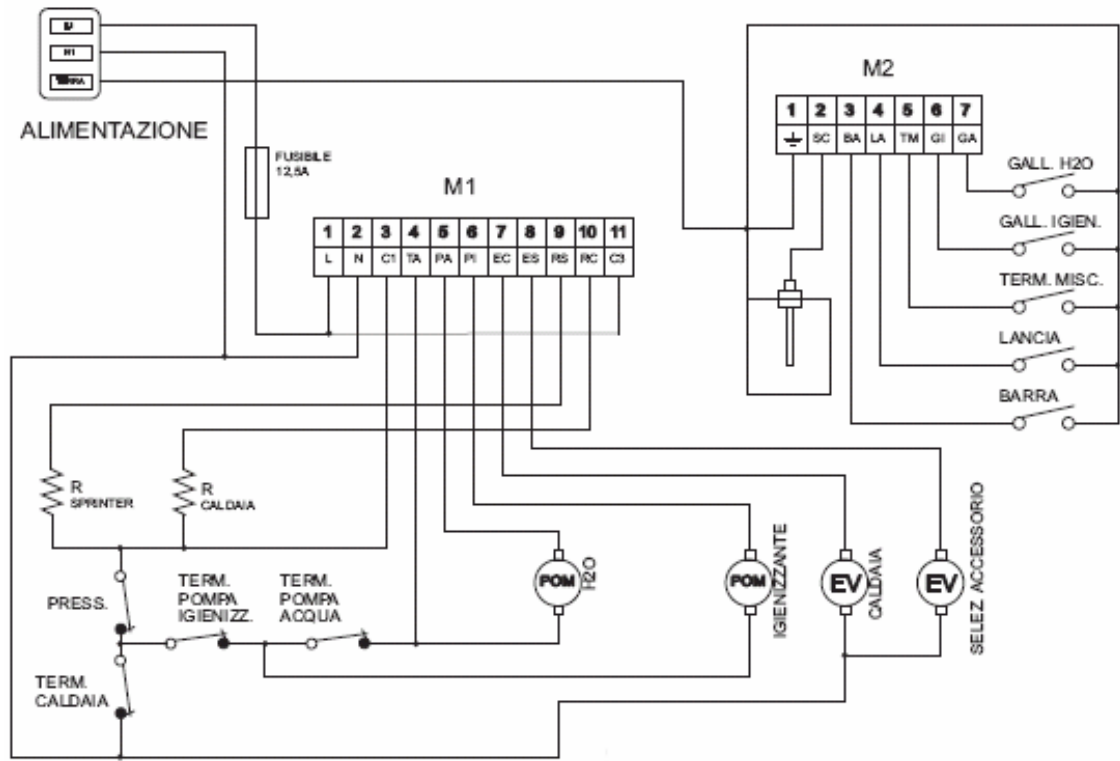 TERRA
ALIMENTAZIONE
FUSIBILE
12,5A
M1
1 2 3 4 5 6 7 8 9 10 11
L N C1 TA PA PI EC ES RS RC C3
M2
1 2 3 4 5 6 7
SC BA LA TM GI GA
GALL. H2O
GALL. IGIEN.
TERM. MISC.
LANCIA
BARRA
R
SPRINTER
R
CALDAIA
PRESS.
TERM.
POMPA
IGIENIZZ.
TERM.
POMPA
ACQUA
TERM.
CALDAIA
POM
H2O
POM
IGIENIZZANTE
EV
CALDAIA
EV
SELEZ ACCESSORIO